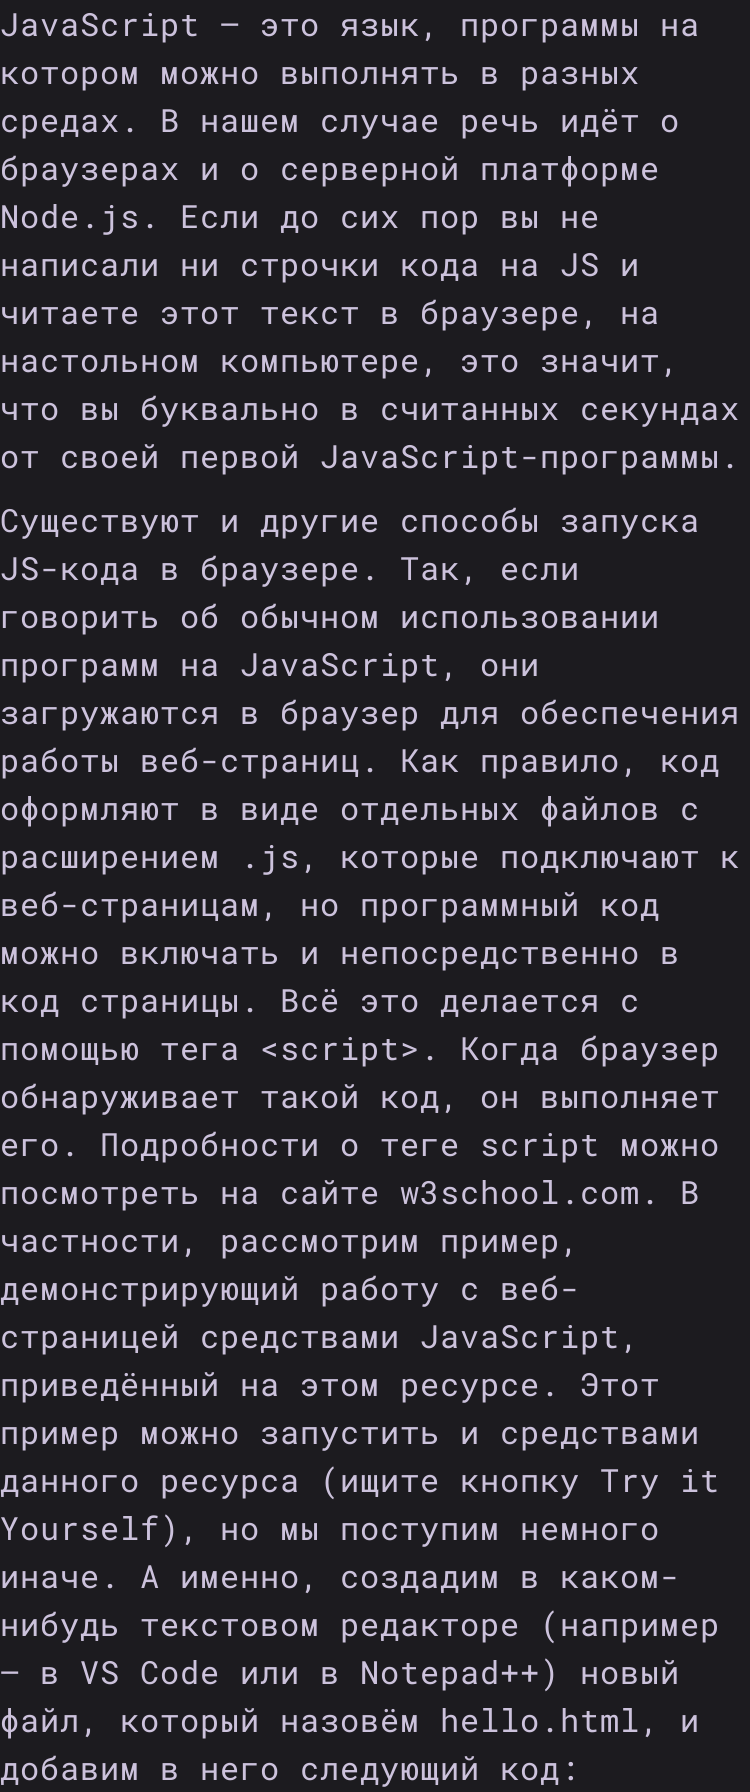 JavaScript — это язык, программы на
котором можно выполнять в разных
средах. В нашем случае речь идёт о
браузерах и о серверной платформе
Node.js. Если до сих пор вы не
написали ни строчки кода на JS и
читаете этот текст в браузере, на
настольном компьютере, это значит,
что вы буквально в считанных секундах
от своей первой JavaScript-программы.
Существуют и другие способы запуска
JS-кода в браузере. Так, если
говорить об обычном использовании
программ на JavaScript, они
загружаются в браузер для обеспечения
работы веб-страниц. Как правило, код
оформляют в виде отдельных файлов с
расширением .js, которые подключают к
веб-страницам, но программный код
можно включать и непосредственно в
код страницы. Всё это делается с
помощью тега <script>. Когда браузер
обнаруживает такой код, он выполняет
его. Подробности о теге script можно
посмотреть на сайте w3school.com. В
частности, рассмотрим пример,
демонстрирующий работу с веб-
страницей средствами JavaScript,
приведённый на этом ресурсе. Этот
пример можно запустить и средствами
данного ресурса (ищите кнопку Try it
Yourself), но мы поступим немного
иначе. А именно, создадим в каком-
нибудь текстовом редакторе (например
— в VS Code или в Notepad++) новый
файл, который назовём hello.html, и
добавим в него следующий код: